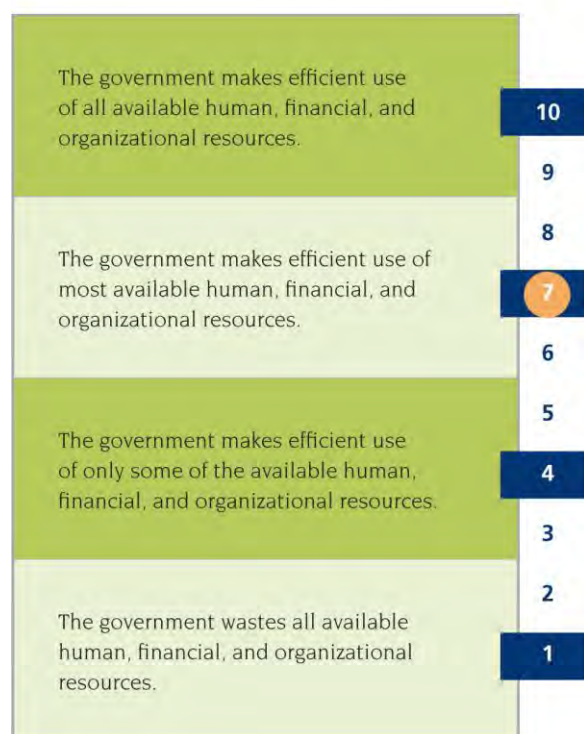 The government makes efficient use
of all available human, financial, and
organizational resources.
10
9
8
The government makes efficient use of
most available human, financial, and
organizational resources.
7
6
5
The government makes efficient use
of only some of the available human,
financial, and organizational resources.
4
3
2
The government wastes all available
human, financial, and organizational
resources.
1